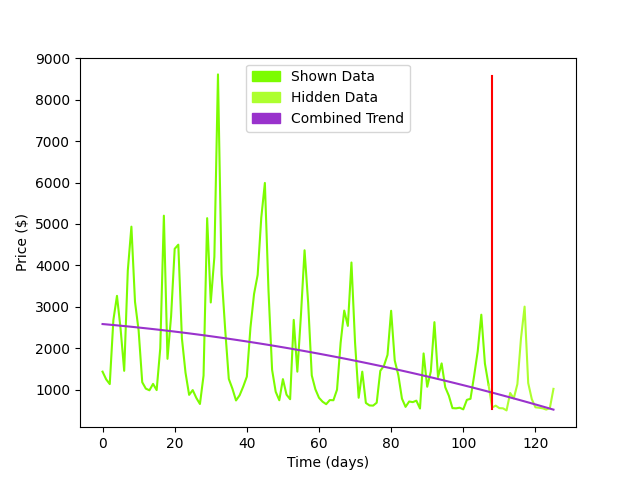 Shown Data
Hidden Data
Combined Trend
9000
8000
7000
6000
5000
4000
3000
2000
1000
Price ($)
0 20 40 60 80 100 120
Time (days)